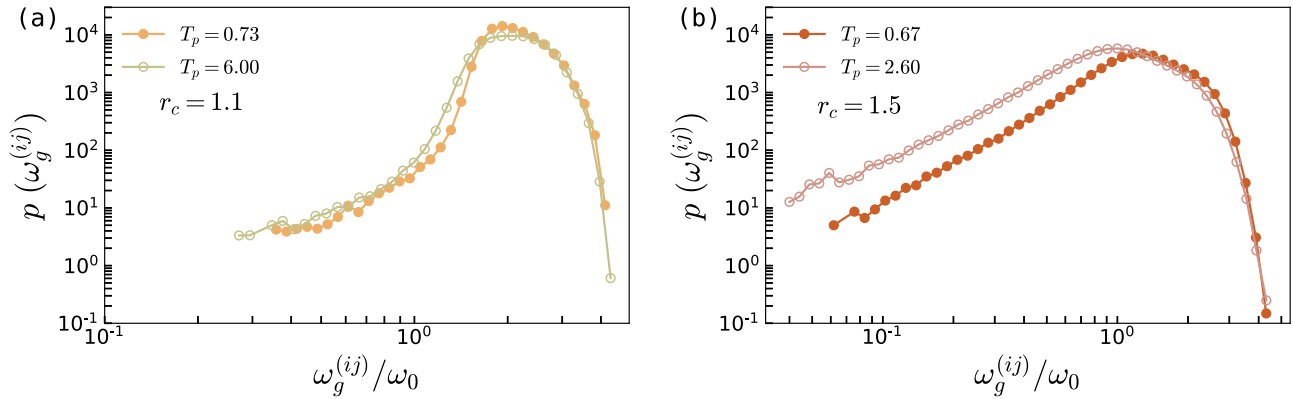 (a)
10^4
10^3
10^2
10^1
10^0
10^-1
p (ω_g^(ij))
T_p = 0.73
T_p = 6.00
r_c = 1.1
10^-1
10^0
ω_g^(ij)/ω_0
(b)
10^4
10^3
10^2
10^1
10^0
10^-1
p (ω_g^(ij))
T_p = 0.67
T_p = 2.60
r_c = 1.5
10^-1
10^0
ω_g^(ij)/ω_0